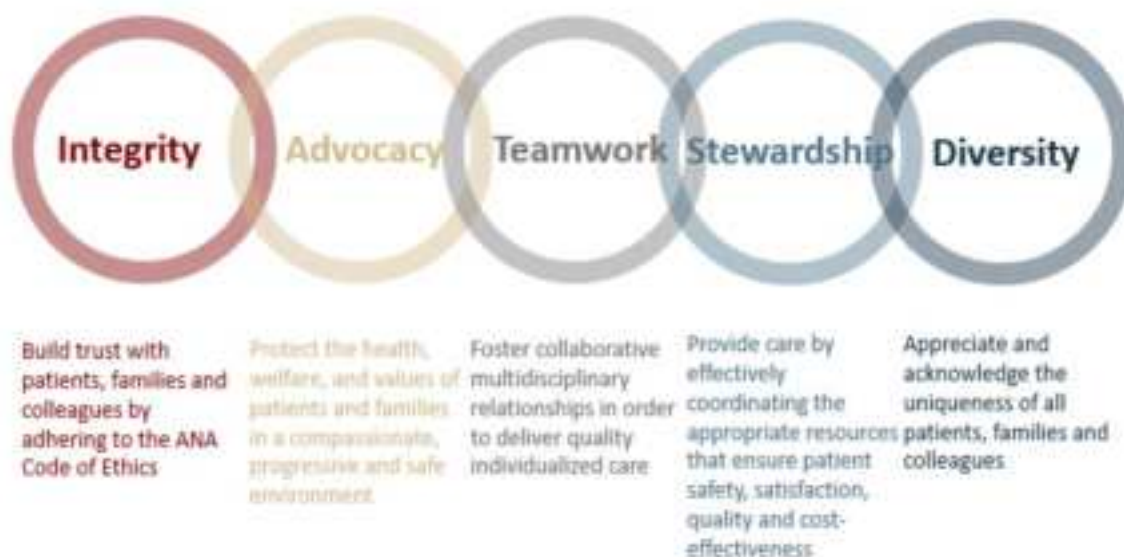 Integrity
Advocacy
Teamwork
Stewardship
Diversity
Build trust with
patients, families and
colleagues by
adhering to the ANA
Code of Ethics
Protect the health,
welfare, and values of
patients and families
in a compassionate,
progressive and safe
environment
Foster collaborative
multidisciplinary
relationships in order
to deliver quality
individualized care
Provide care by
effectively
coordinating the
appropriate resources
that ensure patient
safety, satisfaction,
quality and cost-
effectiveness
Appreciate and
acknowledge the
uniqueness of all
patients, families and
colleagues